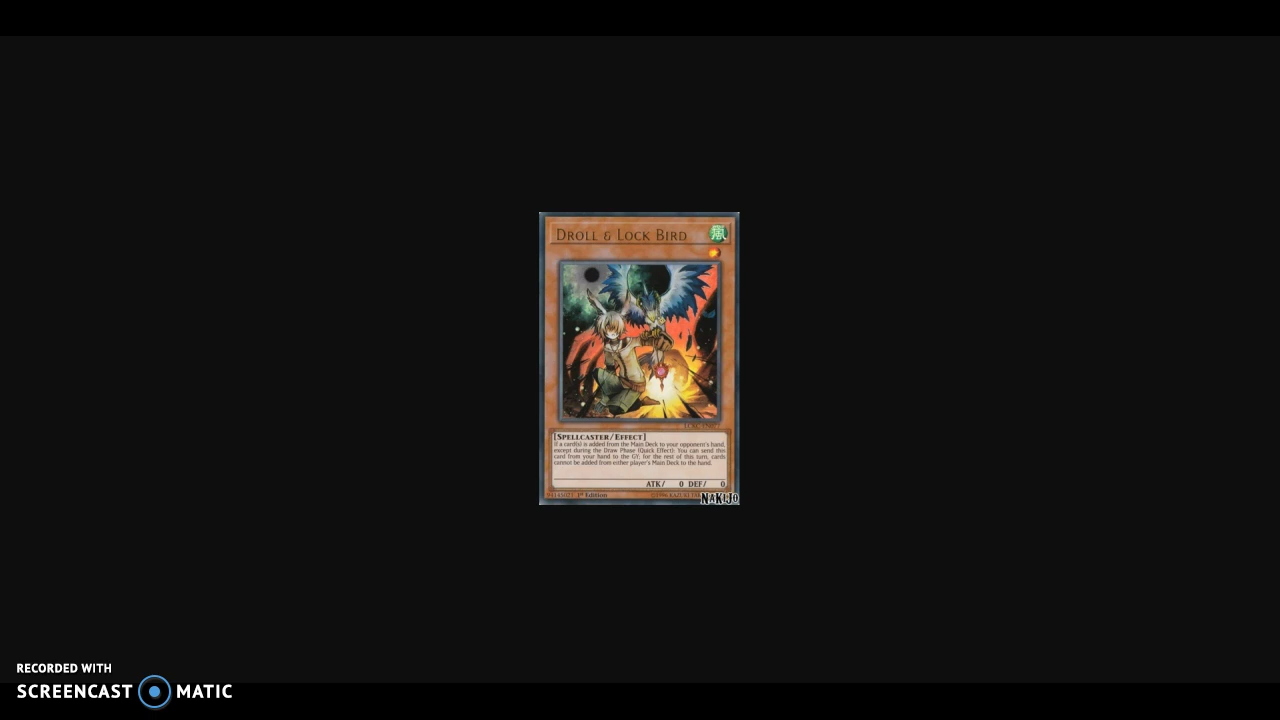 DROLL & LOCK BIRD
風
[SPELLCASTER/EFFECT]
If a card(s) is added from the Main Deck to your opponent's hand,
except during the Draw Phase (Quick Effect): You can send this
card from your hand to the GY; for the rest of this turn, cards
cannot be added from either player's Main Deck to the hand.
ATK/ 0 DEF/ 0
1st Edition
NAKIJO
RECORDED WITH
SCREENCAST MATIC